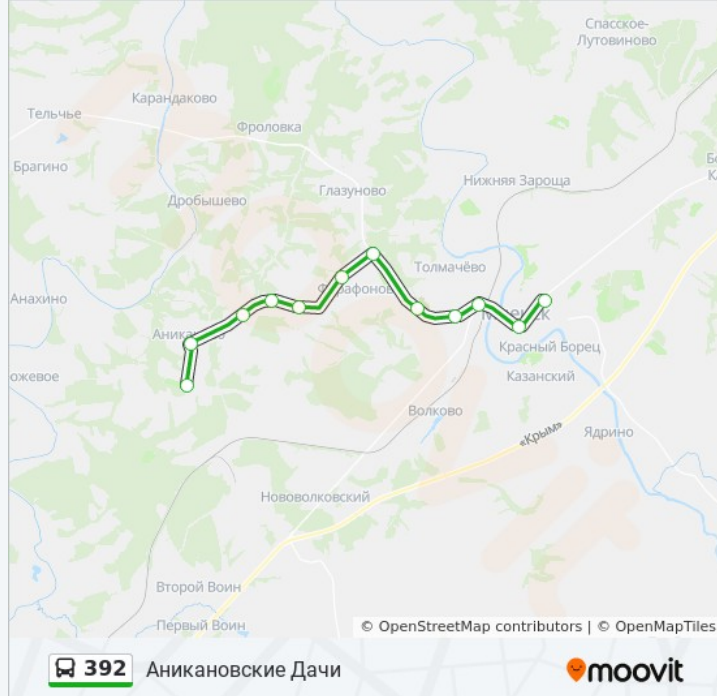 Спасское-
Лутовиново
Карандаково
Тельчье
Фроловка
Брагино
Нижняя Зароща
Глазуново
Дробышево
Толмачёво
Анахино
Красный Борец
Казанский
Волково
Ядрино
«Крым»
Нововолковский
Второй Воин
Первый Воин
© OpenStreetMap contributors | © OpenMapTiles
392 Аникановские Дачи
moovit